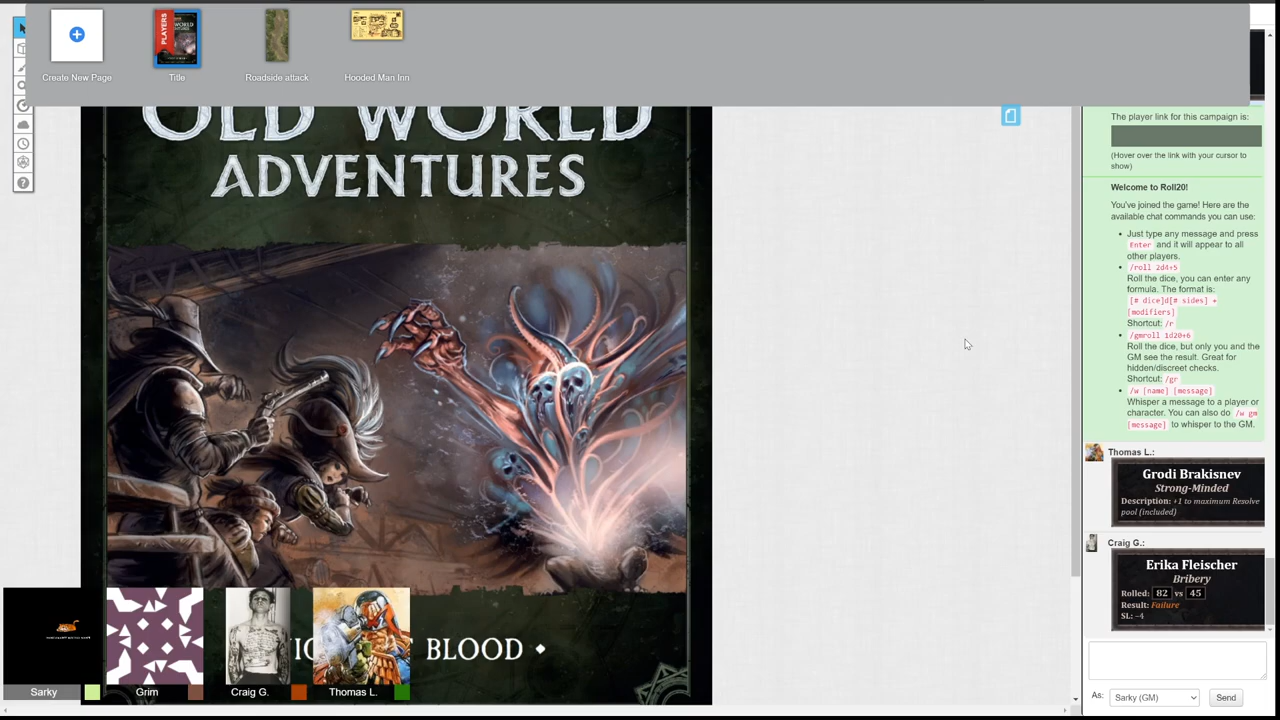 PLAYERS
Create New Page
Title
Roadside attack
Hooded Man Inn
OLD WORLD
ADVENTURES
BLOOD
Sarky
Grim
Craig G.
Thomas L.
The player link for this campaign is:
(Hover over the link with your cursor to
show)
Welcome to Roll20!
You've joined the game! Here are the
available chat commands you can use:
Just type any message and press
Enter and it will appear to all
other players.
/roll 2d4+5
Roll the dice, you can enter any
formula. The format is:
[# dice]d[# sides] +
[modifiers]
Shortcut: /r
/gmroll 1d20+6
Roll the dice, but only you and the
GM see the result. Great for
hidden/discreet checks.
Shortcut: /gr
/w [name] [message]
Whisper a message to a player or
character. You can also do /w gm
[message] to whisper to the GM.
Thomas L.:
Grodi Brakisnev
Strong-Minded
Description: +1 to maximum Resolve
pool (included)
Craig G.:
Erika Fleischer
Bribery
Rolled: 82 vs 45
Result: Failure
SL: -4
As: Sarky (GM) Send